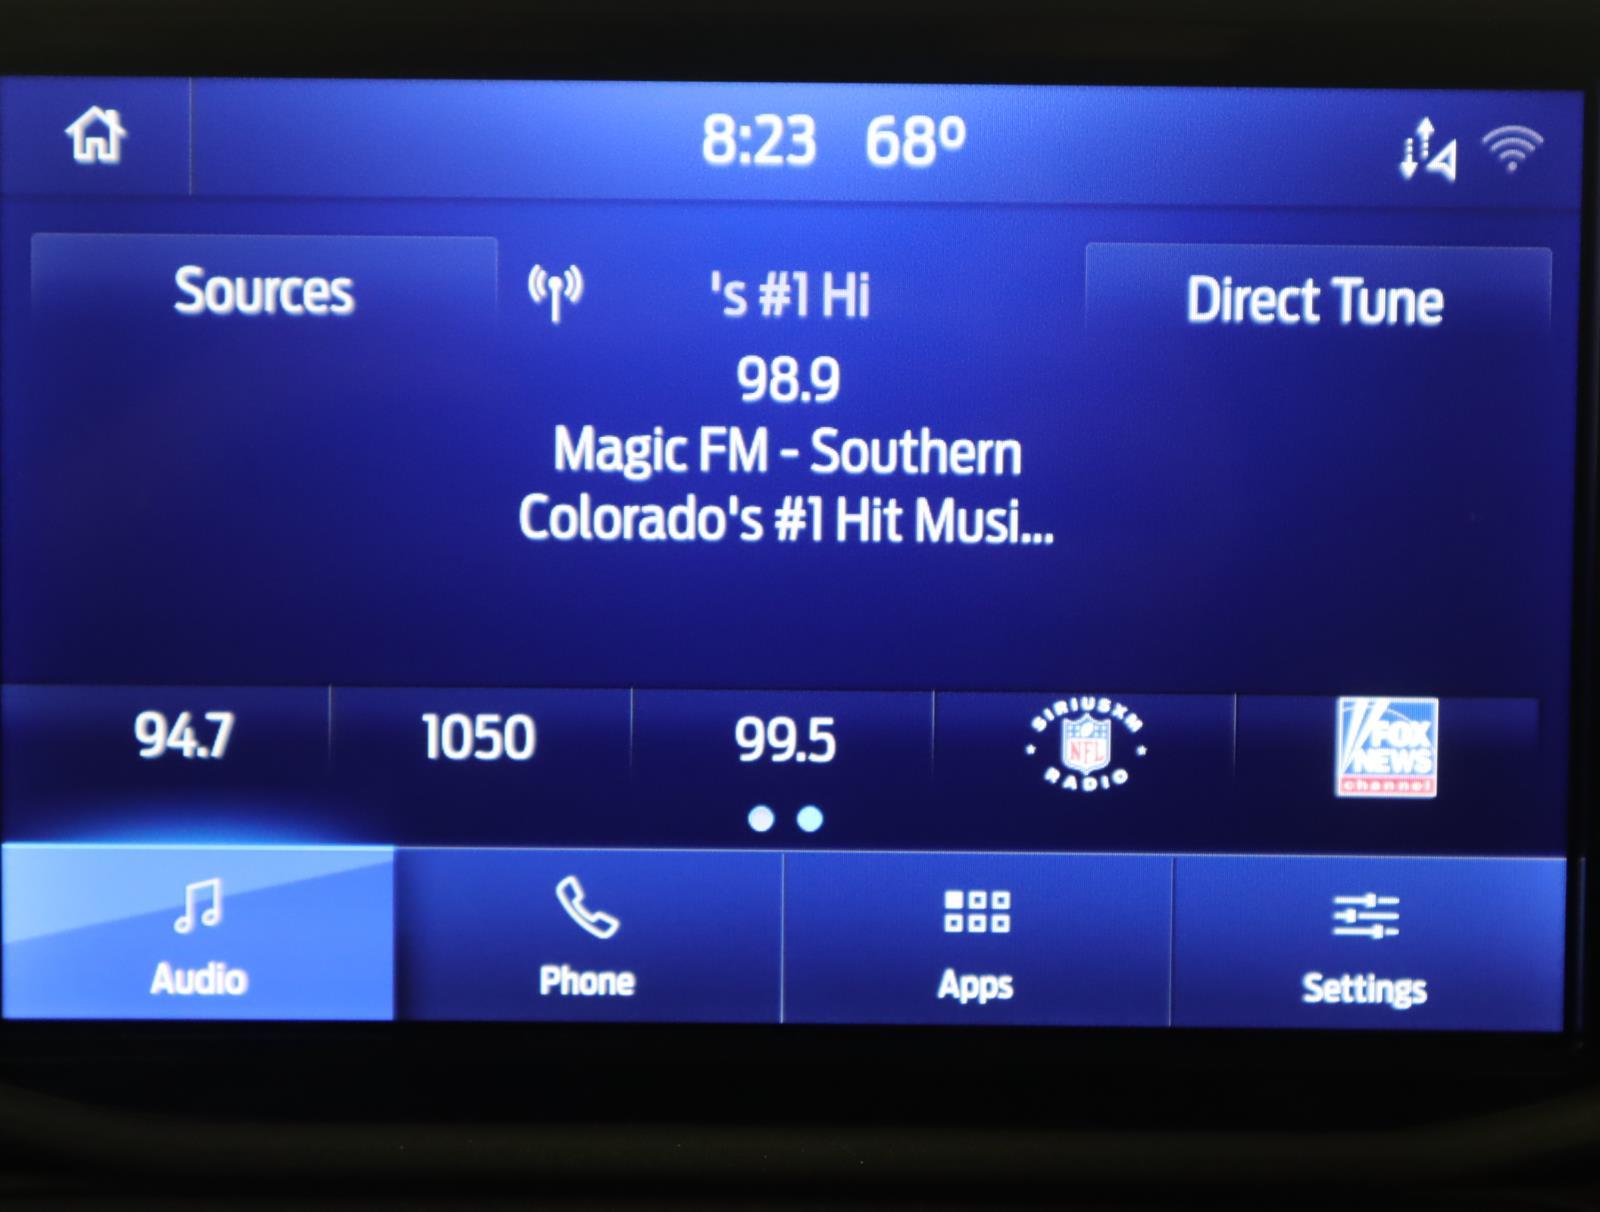 8:23 68°
Sources
's #1 Hi
Direct Tune
98.9
Magic FM - Southern
Colorado's #1 Hit Musi...
94.7
1050
99.5
SIRIUSXM
NFL
RADIO
FOX
NEWS
channel
Audio
Phone
Apps
Settings